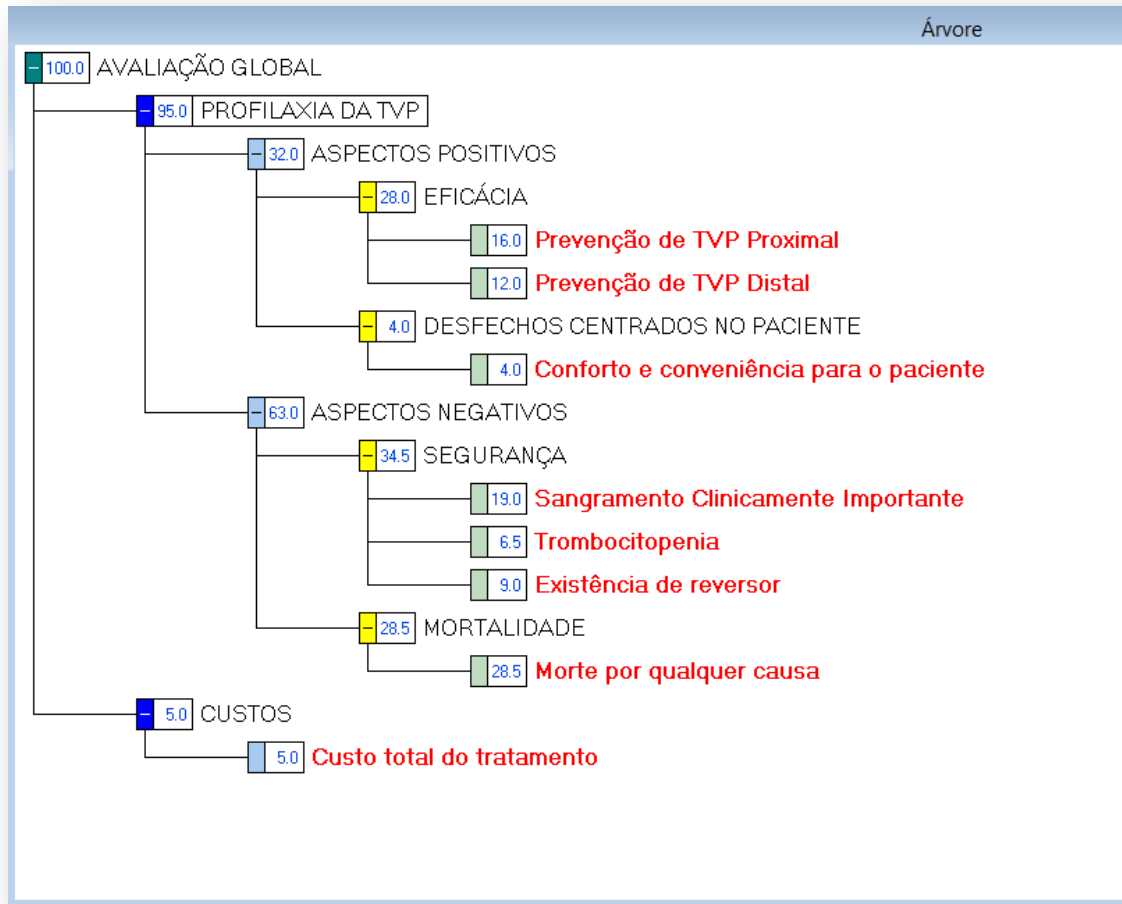 Árvore
100.0 AVALIAÇÃO GLOBAL
95.0 PROFILAXIA DA TVP
32.0 ASPECTOS POSITIVOS
28.0 EFICÁCIA
16.0 Prevenção de TVP Proximal
12.0 Prevenção de TVP Distal
4.0 DESFECHOS CENTRADOS NO PACIENTE
4.0 Conforto e conveniência para o paciente
63.0 ASPECTOS NEGATIVOS
34.5 SEGURANÇA
19.0 Sangramento Clinicamente Importante
6.5 Trombocitopenia
9.0 Existência de reversor
28.5 MORTALIDADE
28.5 Morte por qualquer causa
5.0 CUSTOS
5.0 Custo total do tratamento